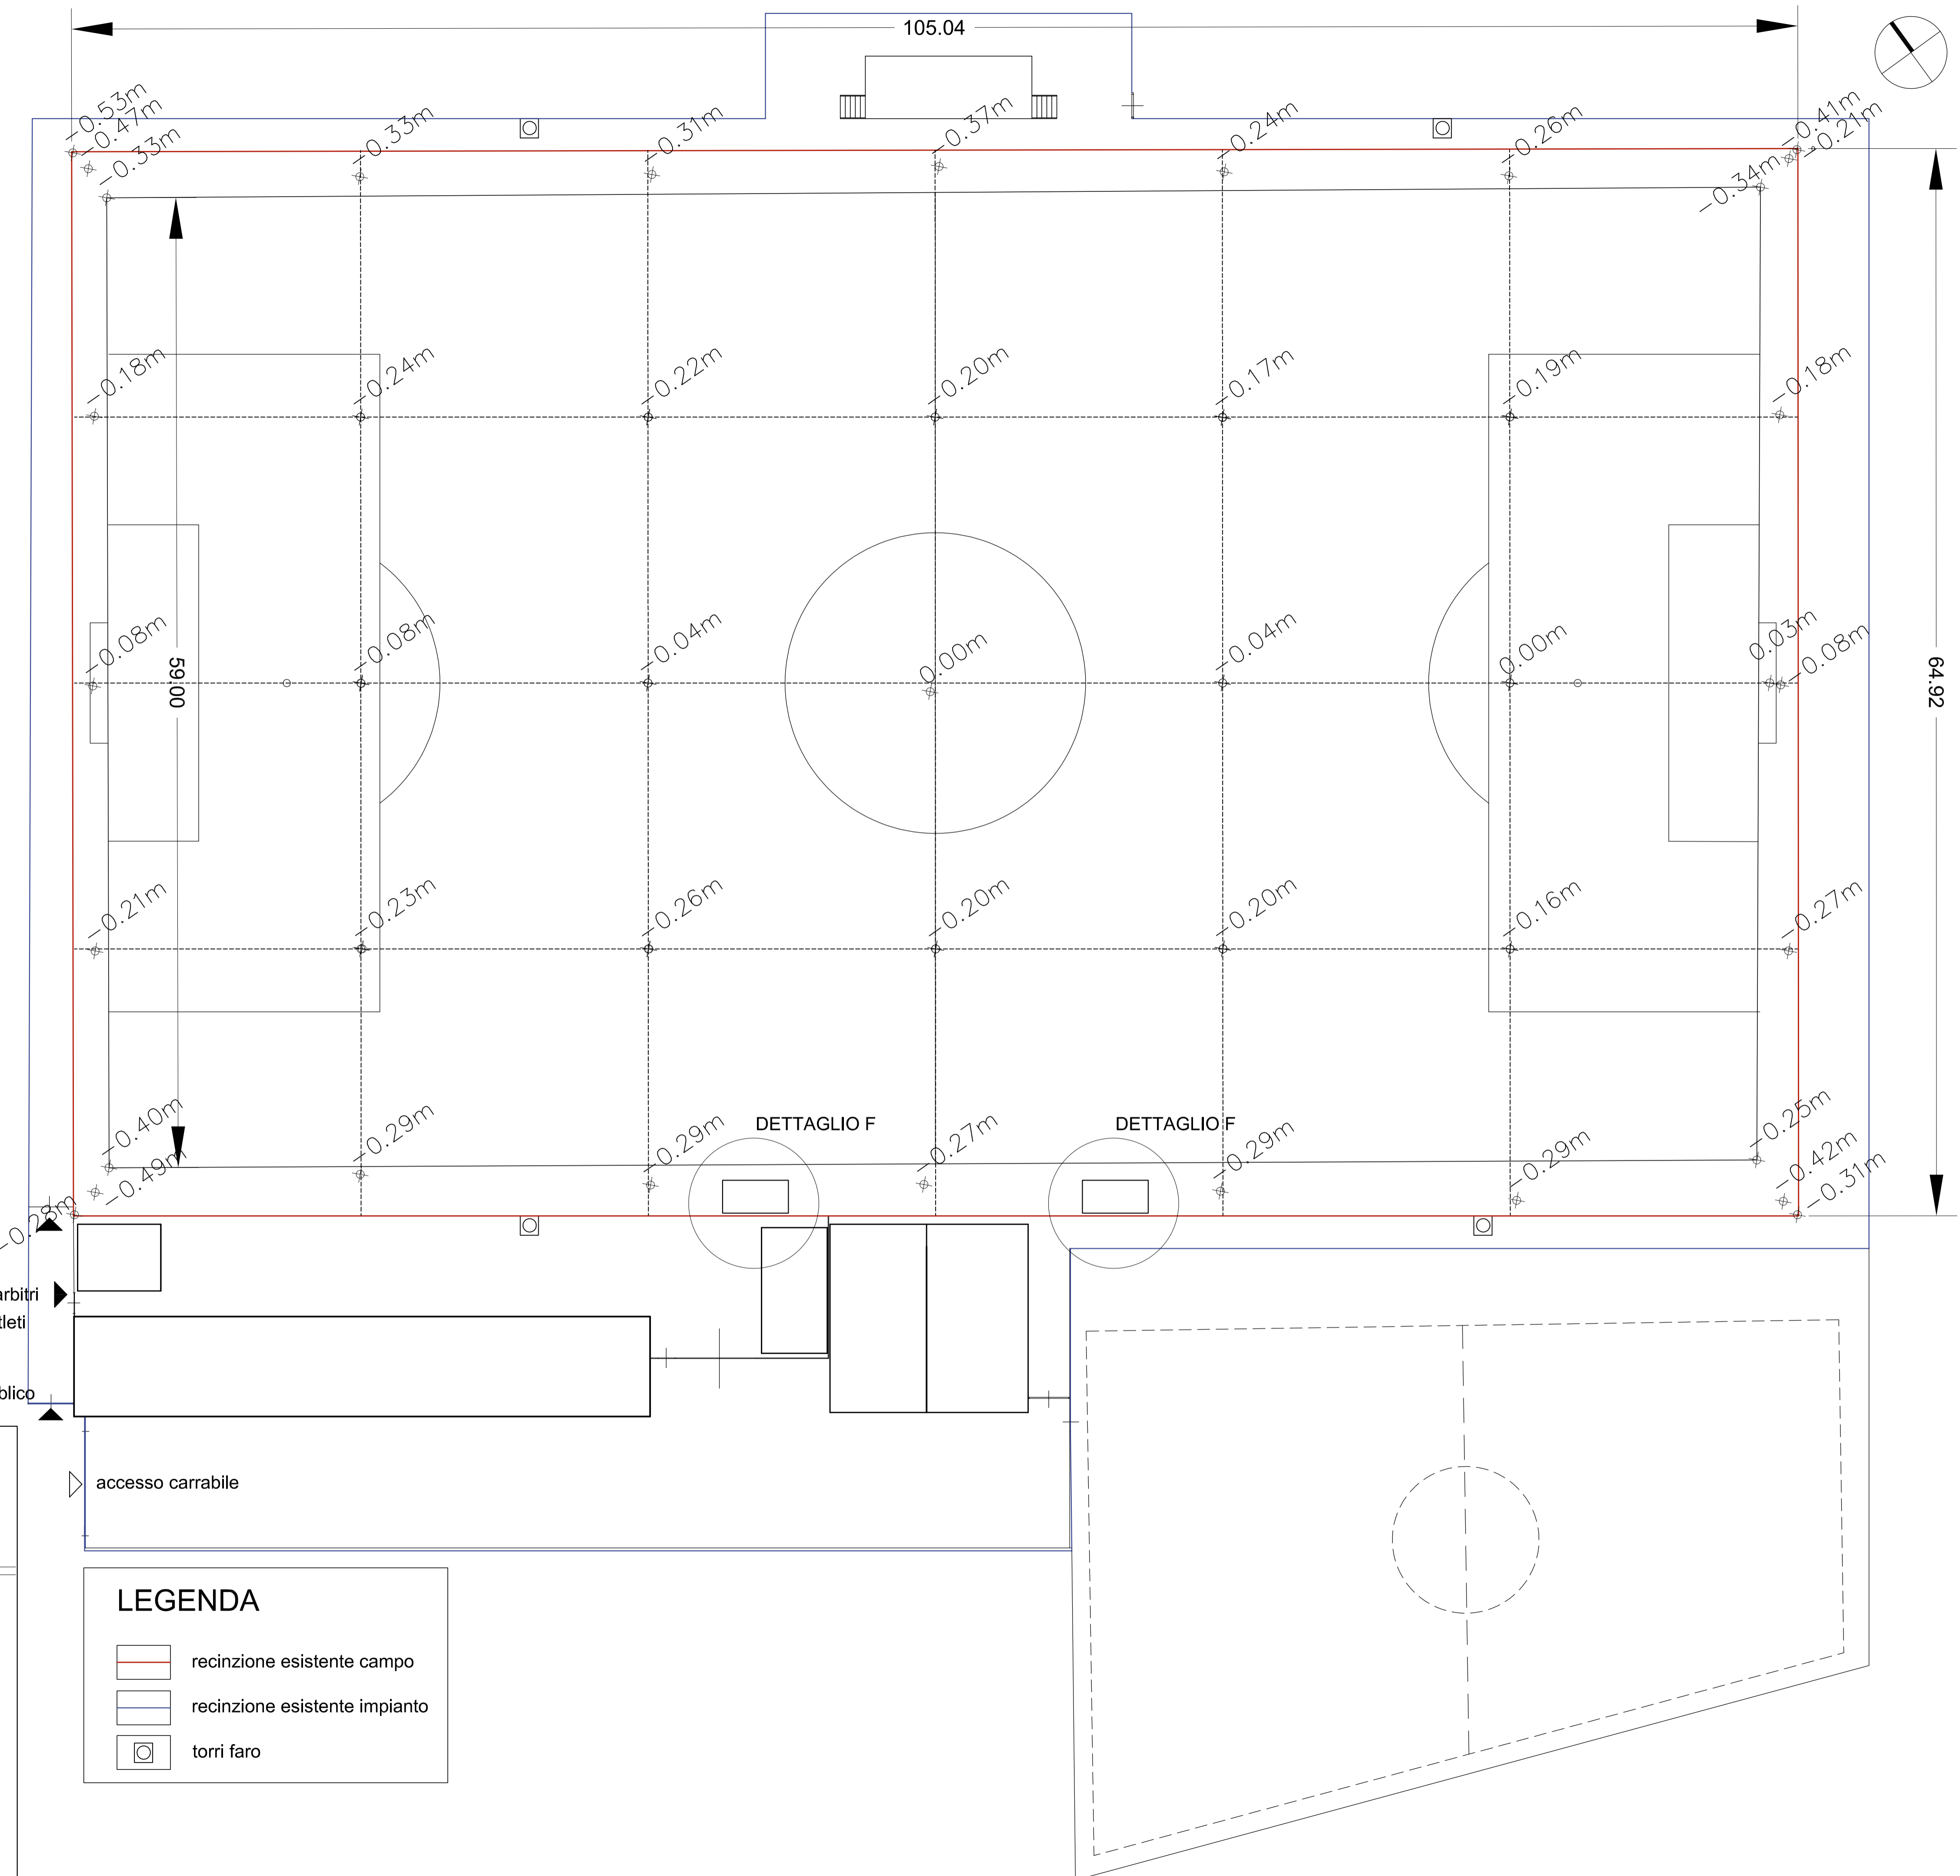 105.04
-0.53m
-0.47m
-0.33m
-0.33m
-0.31m
-0.37m
-0.24m
-0.26m
-0.41m
-0.21m
-0.34m
-0.18m
-0.24m
-0.22m
-0.20m
-0.17m
-0.19m
-0.18m
59.00
64.92
-0.08m
-0.08m
-0.04m
0.00m
-0.04m
0.00m
0.03m
-0.08m
-0.21m
-0.23m
-0.26m
-0.20m
-0.20m
-0.16m
-0.27m
-0.40m
-0.49m
-0.28m
-0.29m
-0.29m
DETTAGLIO F
-0.27m
DETTAGLIO F
-0.29m
-0.29m
-0.25m
-0.42m
-0.31m
arbitri
tleti
blico
accesso carrabile
LEGENDA
recinzione esistente campo
recinzione esistente impianto
torri faro